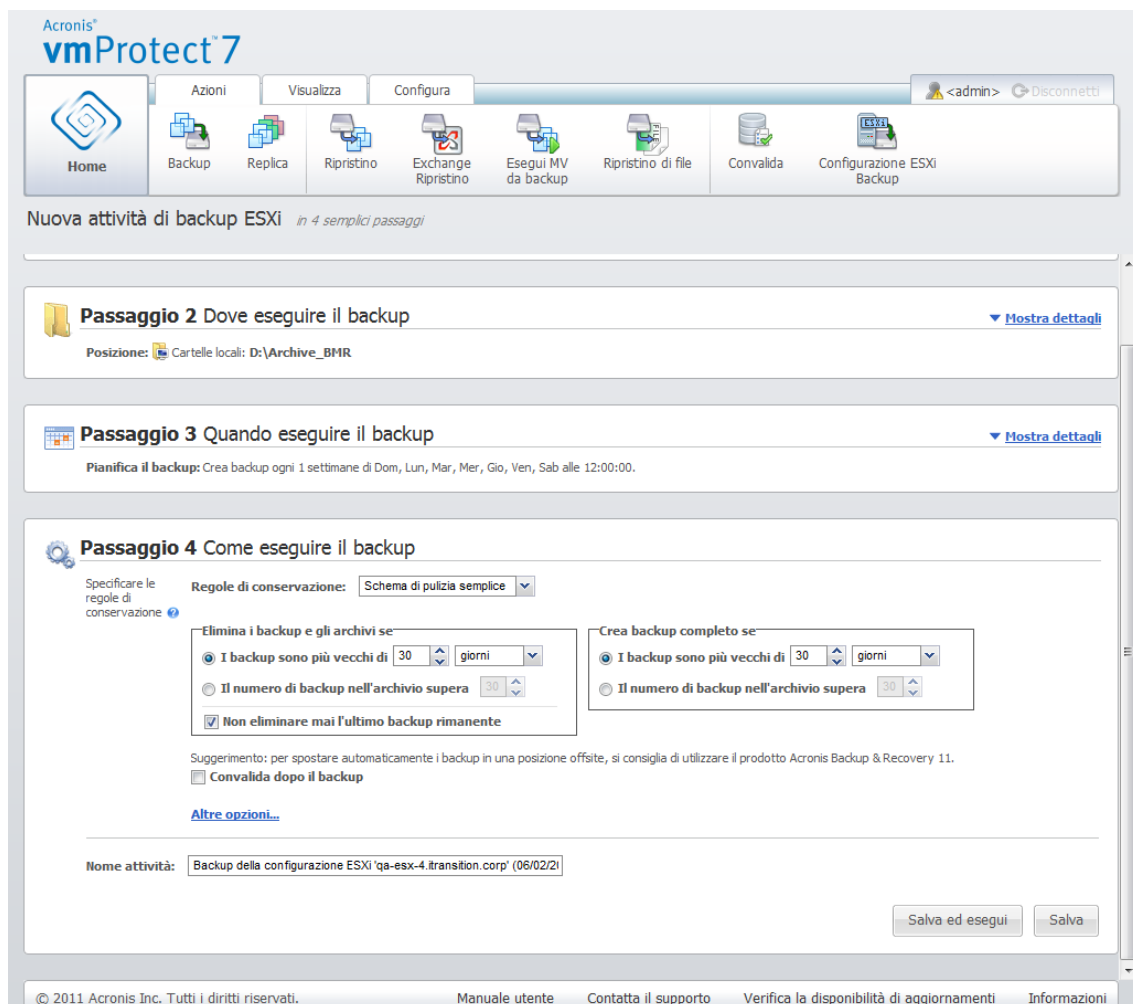 Acronis®
vmProtect™ 7
Azioni Visualizza Configura
<admin> Disconnetti
Home
Backup Replica Ripristino Exchange Ripristino Esegui MV da backup Ripristino di file Convalida Configurazione ESXi Backup
Nuova attività di backup ESXi in 4 semplici passaggi
Passaggio 2 Dove eseguire il backup
Mostra dettagli
Posizione: Cartelle locali: D:\Archive_BMR
Passaggio 3 Quando eseguire il backup
Mostra dettagli
Pianifica il backup: Crea backup ogni 1 settimane di Dom, Lun, Mar, Mer, Gio, Ven, Sab alle 12:00:00.
Passaggio 4 Come eseguire il backup
Specificare le regole di conservazione
Regole di conservazione: Schema di pulizia semplice
Elimina i backup e gli archivi se
I backup sono più vecchi di 30 giorni
Il numero di backup nell'archivio supera 30
Non eliminare mai l'ultimo backup rimanente
Crea backup completo se
I backup sono più vecchi di 30 giorni
Il numero di backup nell'archivio supera 30
Suggerimento: per spostare automaticamente i backup in una posizione offsite, si consiglia di utilizzare il prodotto Acronis Backup & Recovery 11.
Convalida dopo il backup
Altre opzioni...
Nome attività: Backup della configurazione ESXi 'qa-esx-4.itransition.corp' (06/02/2
Salva ed esegui Salva
© 2011 Acronis Inc. Tutti i diritti riservati. Manuale utente Contatta il supporto Verifica la disponibilità di aggiornamenti Informazioni